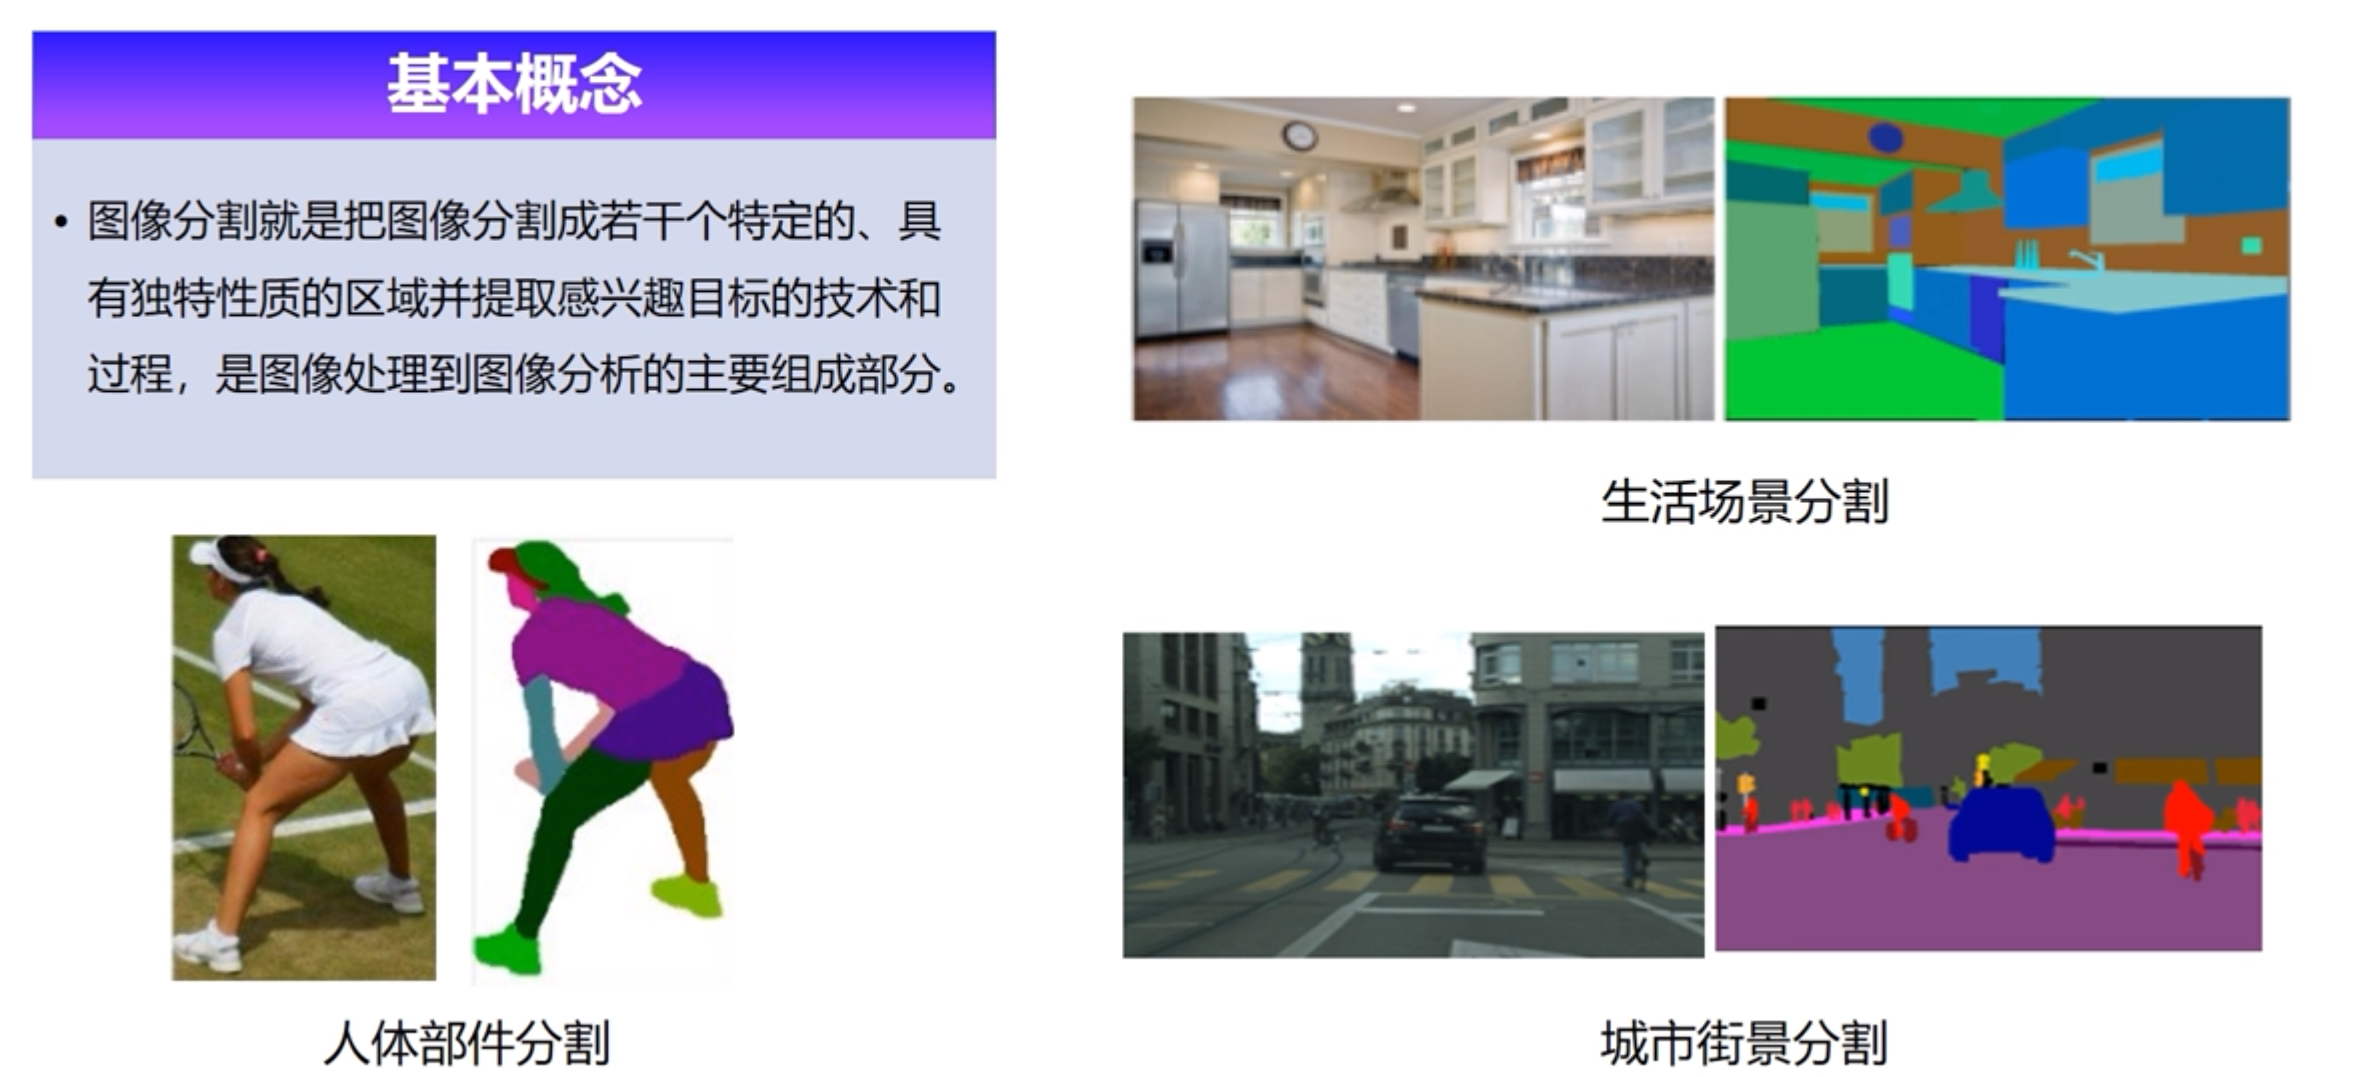 基本概念
• 图像分割就是把图像分割成若干个特定的、具
有独特性质的区域并提取感兴趣目标的技术和
过程，是图像处理到图像分析的主要组成部分。
生活场景分割
人体部件分割
城市街景分割